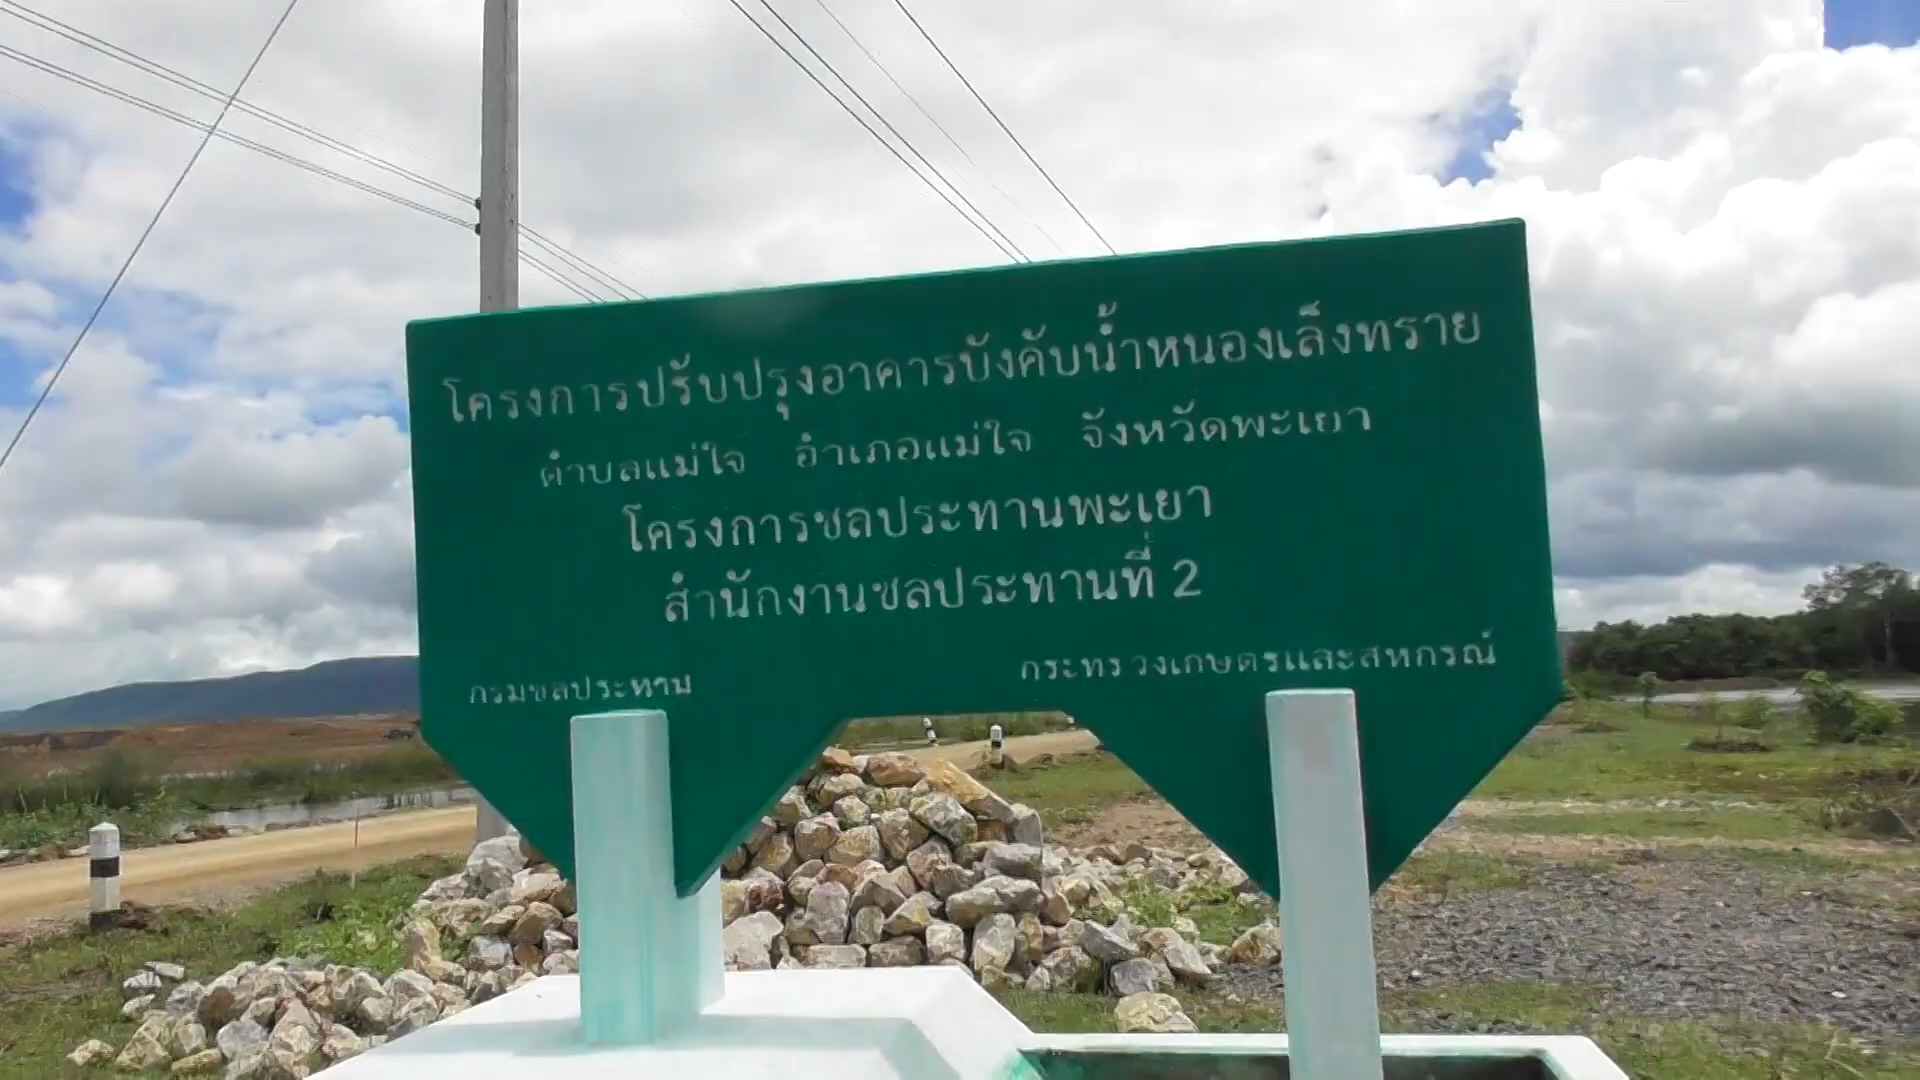 โครงการปรับปรุงอาคารบังคับน้ำหนองเล็งทราย
ตำบลแม่ใจ อำเภอแม่ใจ จังหวัดพะเยา
โครงการชลประทานพะเยา
สำนักงานชลประทานที่ 2
กรมชลประทาน กระทรวงเกษตรและสหกรณ์